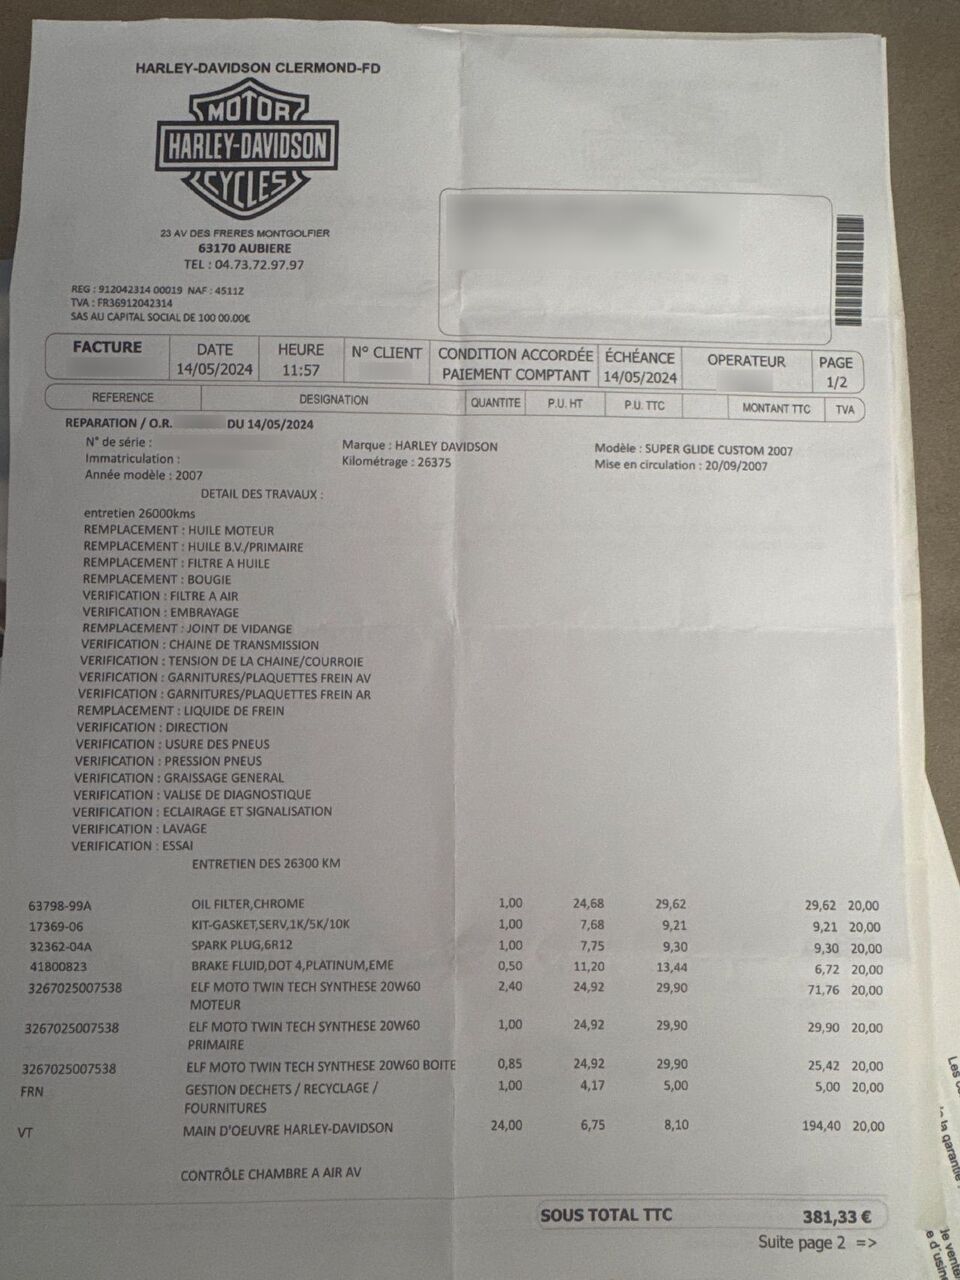 HARLEY-DAVIDSON CLERMOND-FD
MOTOR
HARLEY-DAVIDSON
CYCLES
23 AV DES FRERES MONTGOLFIER
63170 AUBIERE
TEL : 04.73.72.97.97
REG : 912042314 00019 NAF : 4511Z
TVA : FR36912042314
SAS AU CAPITAL SOCIAL DE 100 00.00€
FACTURE DATE HEURE N° CLIENT CONDITION ACCORDÉE ÉCHÉANCE OPERATEUR PAGE
14/05/2024 11:57 PAIEMENT COMPTANT 14/05/2024 1/2
REFERENCE DESIGNATION QUANTITE P.U. HT P.U. TTC MONTANT TTC TVA
REPARATION / O.R. DU 14/05/2024
N° de série : Marque : HARLEY DAVIDSON Modèle : SUPER GLIDE CUSTOM 2007
Immatriculation : Kilométrage : 26375 Mise en circulation : 20/09/2007
Année modèle : 2007
DETAIL DES TRAVAUX :
entretien 26000kms
REMPLACEMENT : HUILE MOTEUR
REMPLACEMENT : HUILE B.V./PRIMAIRE
REMPLACEMENT : FILTRE A HUILE
REMPLACEMENT : BOUGIE
VERIFICATION : FILTRE A AIR
VERIFICATION : EMBRAYAGE
REMPLACEMENT : JOINT DE VIDANGE
VERIFICATION : CHAINE DE TRANSMISSION
VERIFICATION : TENSION DE LA CHAINE/COURROIE
VERIFICATION : GARNITURES/PLAQUETTES FREIN AV
VERIFICATION : GARNITURES/PLAQUETTES FREIN AR
REMPLACEMENT : LIQUIDE DE FREIN
VERIFICATION : DIRECTION
VERIFICATION : USURE DES PNEUS
VERIFICATION : PRESSION PNEUS
VERIFICATION : GRAISSAGE GENERAL
VERIFICATION : VALISE DE DIAGNOSTIQUE
VERIFICATION : ECLAIRAGE ET SIGNALISATION
VERIFICATION : LAVAGE
VERIFICATION : ESSAI
ENTRETIEN DES 26300 KM
63798-99A OIL FILTER,CHROME 1,00 24,68 29,62 29,62 20,00
17369-06 KIT-GASKET,SERV,1K/5K/10K 1,00 7,68 9,21 9,21 20,00
32362-04A SPARK PLUG,6R12 1,00 7,75 9,30 9,30 20,00
41800823 BRAKE FLUID,DOT 4,PLATINUM,EME 0,50 11,20 13,44 6,72 20,00
3267025007538 ELF MOTO TWIN TECH SYNTHESE 20W60 2,40 24,92 29,90 71,76 20,00
MOTEUR
3267025007538 ELF MOTO TWIN TECH SYNTHESE 20W60 1,00 24,92 29,90 29,90 20,00
PRIMAIRE
3267025007538 ELF MOTO TWIN TECH SYNTHESE 20W60 BOITE 0,85 24,92 29,90 25,42 20,00
FRN GESTION DECHETS / RECYCLAGE / 1,00 4,17 5,00 5,00 20,00
FOURNITURES
VT MAIN D'OEUVRE HARLEY-DAVIDSON 24,00 6,75 8,10 194,40 20,00
CONTRÔLE CHAMBRE A AIR AV
SOUS TOTAL TTC 381,33 €
Suite page 2 =>
Les
la garantie
de vente
d'usin